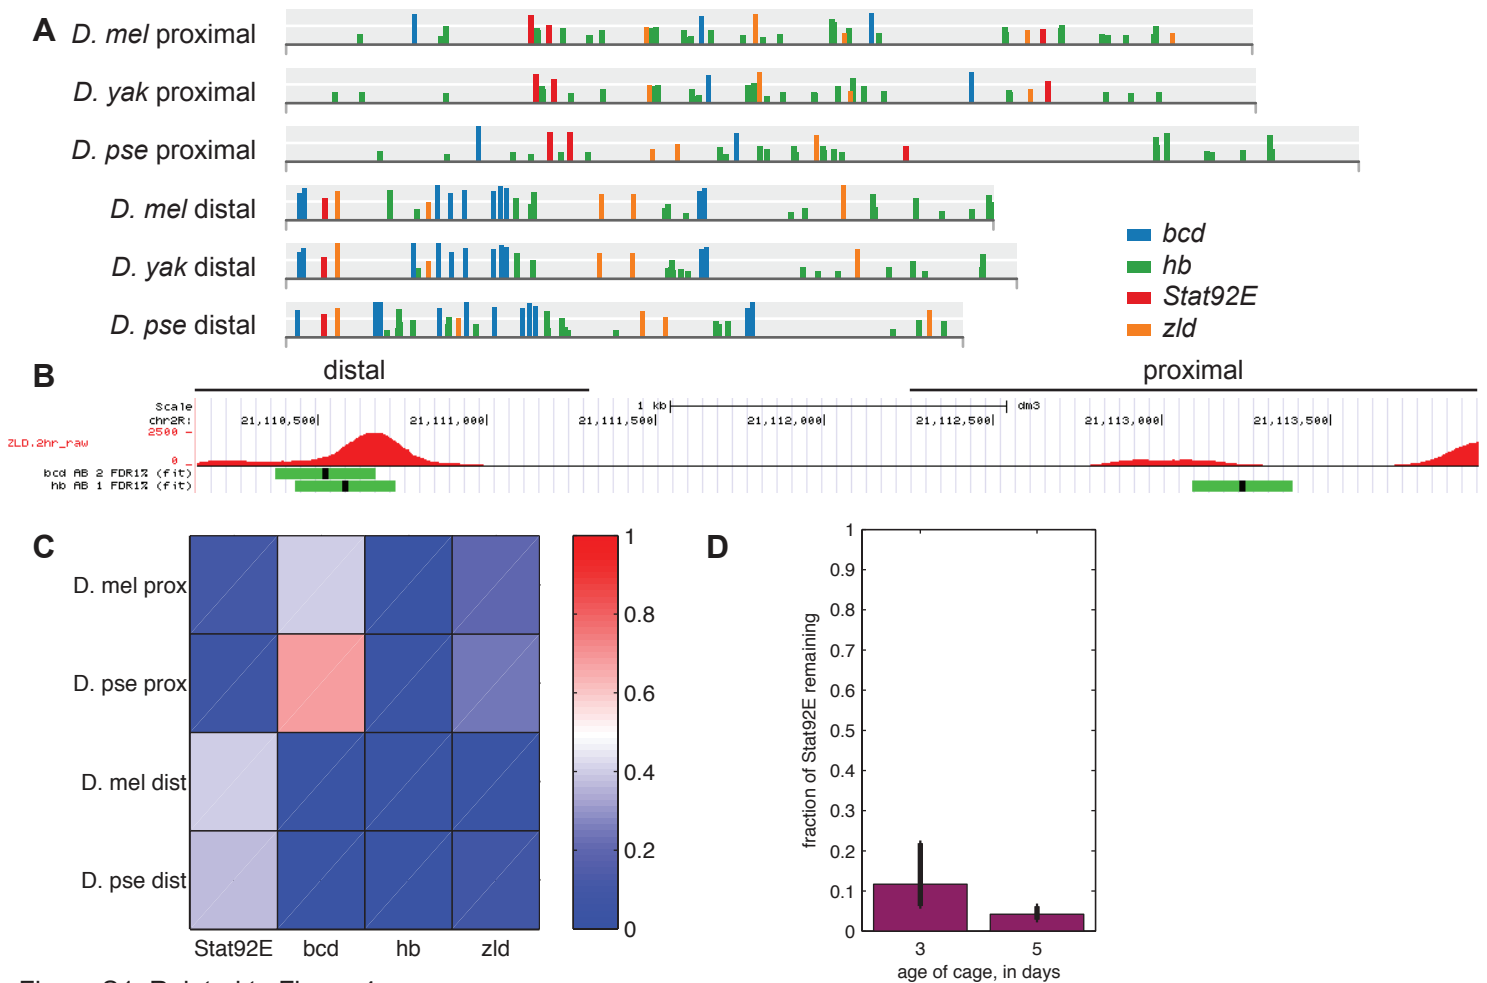 A
D. mel proximal
D. yak proximal
D. pse proximal
D. mel distal
D. yak distal
D. pse distal
bcd
hb
Stat92E
zld
B
distal
proximal
Scale
1 kb
dm3
chr2R:
21,110,500
21,111,000
21,111,500
21,112,000
21,112,500
21,113,000
21,113,500
2500
ZLD.2hr_raw
0
bcd AB 2 FDR1% (fit)
hb AB 1 FDR1% (fit)
C
D. mel prox
D. pse prox
D. mel dist
D. pse dist
Stat92E bcd hb zld
1
0.8
0.6
0.4
0.2
0
D
fraction of Stat92E remaining
1
0.9
0.8
0.7
0.6
0.5
0.4
0.3
0.2
0.1
0
3 5
age of cage, in days